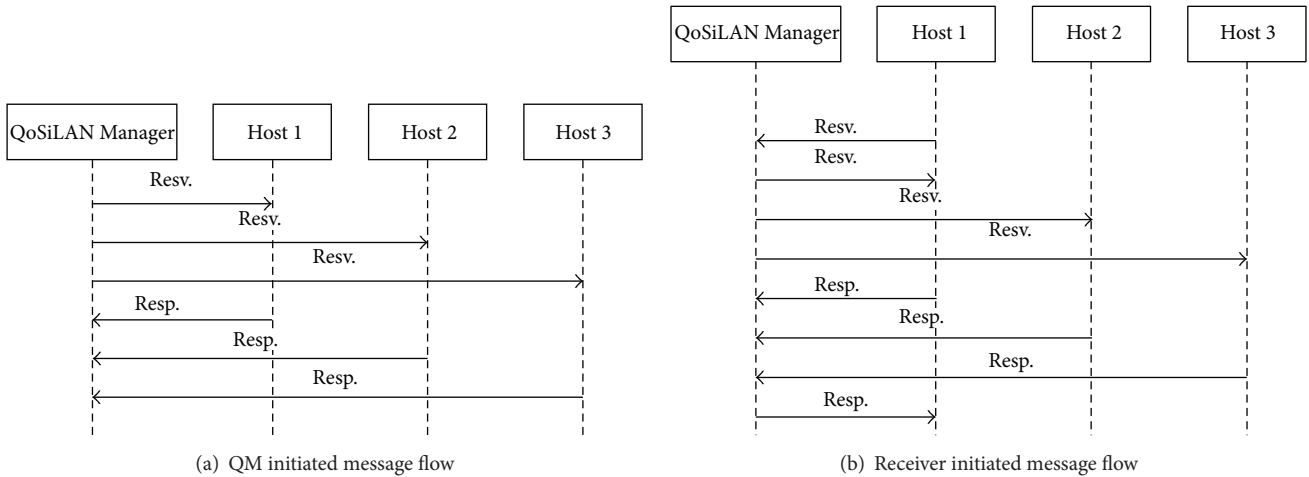 QoSiLAN Manager
Host 1
Host 2
Host 3
Resv.
Resv.
Resv.
Resp.
Resp.
Resp.
(a) QM initiated message flow
QoSiLAN Manager
Host 1
Host 2
Host 3
Resv.
Resv.
Resv.
Resv.
Resp.
Resp.
Resp.
Resp.
(b) Receiver initiated message flow